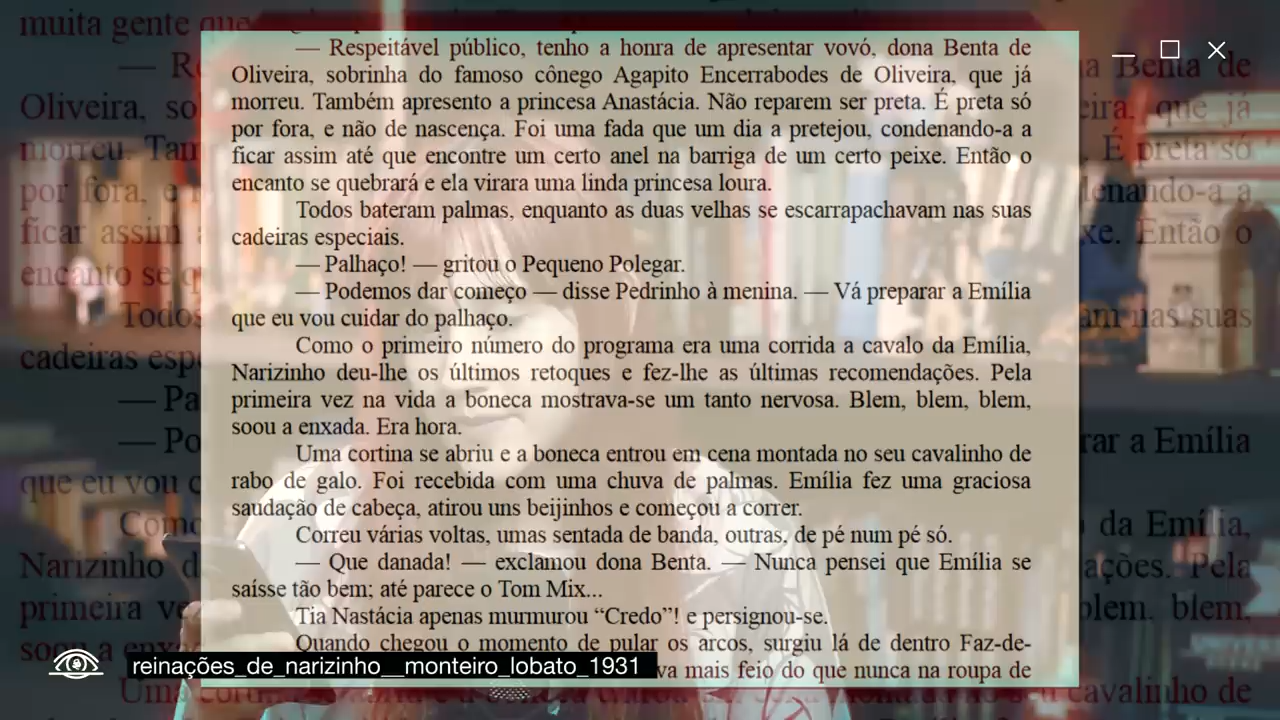 — Respeitável público, tenho a honra de apresentar vovó, dona Benta de
Oliveira, sobrinha do famoso cônego Agapito Encerrabodes de Oliveira, que já
morreu. Também apresento a princesa Anastácia. Não reparem ser preta. É preta só
por fora, e não de nascença. Foi uma fada que um dia a pretejou, condenando-a a
ficar assim até que encontre um certo anel na barriga de um certo peixe. Então o
encanto se quebrará e ela virara uma linda princesa loura.
Todos bateram palmas, enquanto as duas velhas se escarrapachavam nas suas
cadeiras especiais.
— Palhaço! — gritou o Pequeno Polegar.
— Podemos dar começo — disse Pedrinho à menina. — Vá preparar a Emília
que eu vou cuidar do palhaço.
Como o primeiro número do programa era uma corrida a cavalo da Emília,
Narizinho deu-lhe os últimos retoques e fez-lhe as últimas recomendações. Pela
primeira vez na vida a boneca mostrava-se um tanto nervosa. Blem, blem, blem,
soou a enxada. Era hora.
Uma cortina se abriu e a boneca entrou em cena montada no seu cavalinho de
rabo de galo. Foi recebida com uma chuva de palmas. Emília fez uma graciosa
saudação de cabeça, atirou uns beijinhos e começou a correr.
Correu várias voltas, umas sentada de banda, outras, de pé num pé só.
— Que danada! — exclamou dona Benta. — Nunca pensei que Emília se
saísse tão bem; até parece o Tom Mix...
Tia Nastácia apenas murmurou “Credo”! e persignou-se.
Quando chegou o momento de pular os arcos, surgiu lá de dentro Faz-de-
mais feio do que nunca na roupa de
reinações_de_narizinho__monteiro_lobato_1931